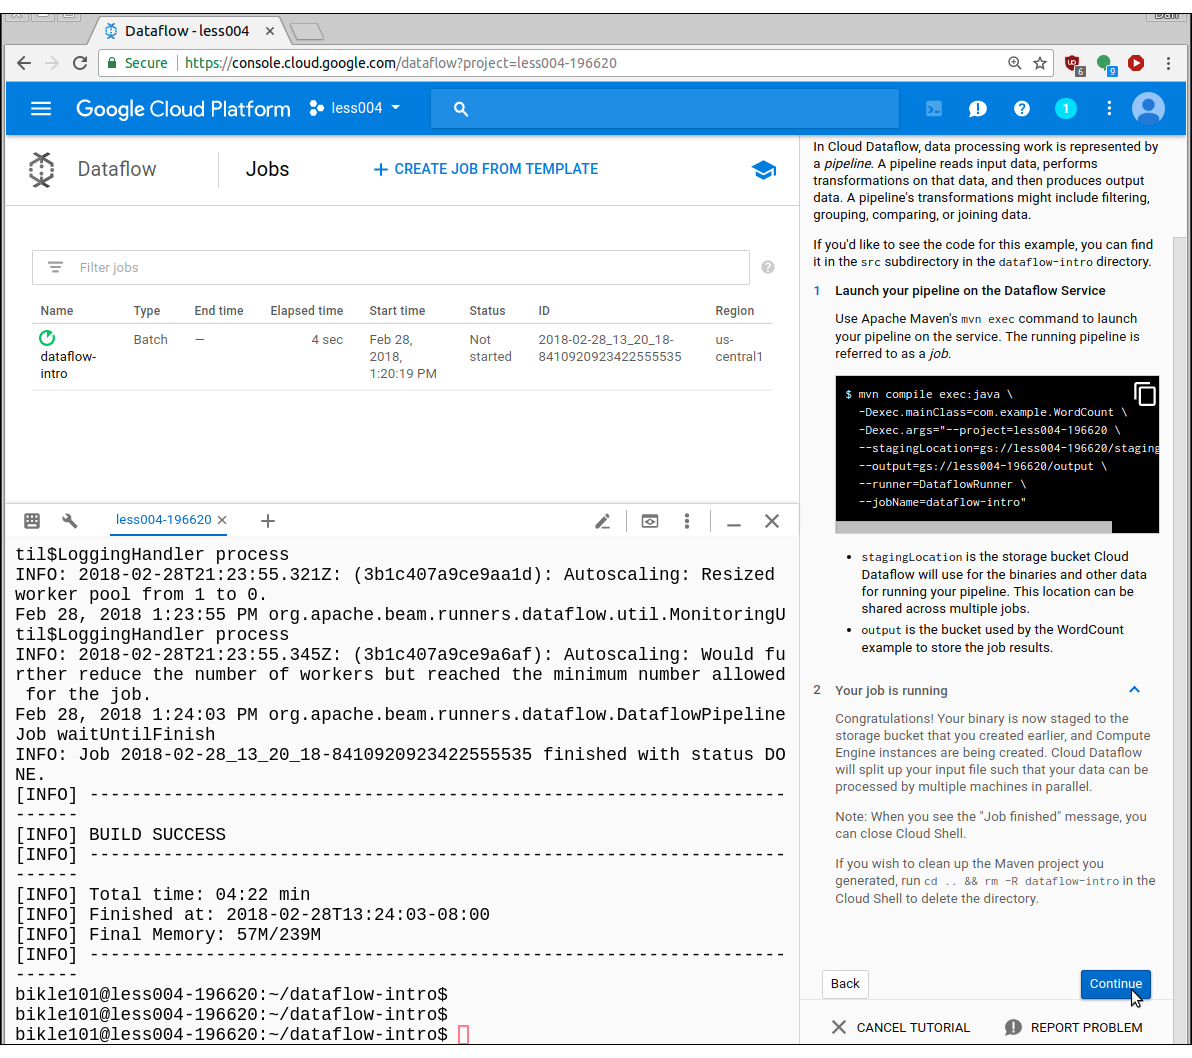 Dan
Dataflow - less004
Secure
https://console.cloud.google.com/dataflow?project=less004-196620
6
9
Google Cloud Platform
less004
1
Dataflow
Jobs
CREATE JOB FROM TEMPLATE
Filter jobs
Name Type End time Elapsed time Start time Status ID Region
dataflow-
intro
Batch
–
4 sec
Feb 28,
2018,
1:20:19 PM
Not
started
2018-02-28_13_20_18-
8410920923422555535
us-
central1
less004-196620
til$LoggingHandler process
INFO: 2018-02-28T21:23:55.321Z: (3b1c407a9ce9aa1d): Autoscaling: Resized
worker pool from 1 to 0.
Feb 28, 2018 1:23:55 PM org.apache.beam.runners.dataflow.util.MonitoringU
til$LoggingHandler process
INFO: 2018-02-28T21:23:55.345Z: (3b1c407a9ce9a6af): Autoscaling: Would fu
rther reduce the number of workers but reached the minimum number allowed
for the job.
Feb 28, 2018 1:24:03 PM org.apache.beam.runners.dataflow.DataflowPipeline
Job waitUntilFinish
INFO: Job 2018-02-28_13_20_18-8410920923422555535 finished with status DO
NE.
[INFO] ------------------------------------------------------------------
------
[INFO] BUILD SUCCESS
[INFO] ------------------------------------------------------------------
------
[INFO] Total time: 04:22 min
[INFO] Finished at: 2018-02-28T13:24:03-08:00
[INFO] Final Memory: 57M/239M
[INFO] ------------------------------------------------------------------
------
bikle101@less004-196620:~/dataflow-intro$
bikle101@less004-196620:~/dataflow-intro$
bikle101@less004-196620:~/dataflow-intro$
In Cloud Dataflow, data processing work is represented by
a pipeline. A pipeline reads input data, performs
transformations on that data, and then produces output
data. A pipeline's transformations might include filtering,
grouping, comparing, or joining data.
If you'd like to see the code for this example, you can find
it in the src subdirectory in the dataflow-intro directory.
1 Launch your pipeline on the Dataflow Service
Use Apache Maven's mvn exec command to launch
your pipeline on the service. The running pipeline is
referred to as a job.
$ mvn compile exec:java \
-Dexec.mainClass=com.example.WordCount \
-Dexec.args="--project=less004-196620 \
--stagingLocation=gs://less004-196620/staging
--output=gs://less004-196620/output \
--runner=DataflowRunner \
--jobName=dataflow-intro"
• stagingLocation is the storage bucket Cloud
Dataflow will use for the binaries and other data
for running your pipeline. This location can be
shared across multiple jobs.
• output is the bucket used by the WordCount
example to store the job results.
2 Your job is running
Congratulations! Your binary is now staged to the
storage bucket that you created earlier, and Compute
Engine instances are being created. Cloud Dataflow
will split up your input file such that your data can be
processed by multiple machines in parallel.
Note: When you see the "Job finished" message, you
can close Cloud Shell.
If you wish to clean up the Maven project you
generated, run cd .. && rm -R dataflow-intro in the
Cloud Shell to delete the directory.
Back
Continue
CANCEL TUTORIAL
REPORT PROBLEM